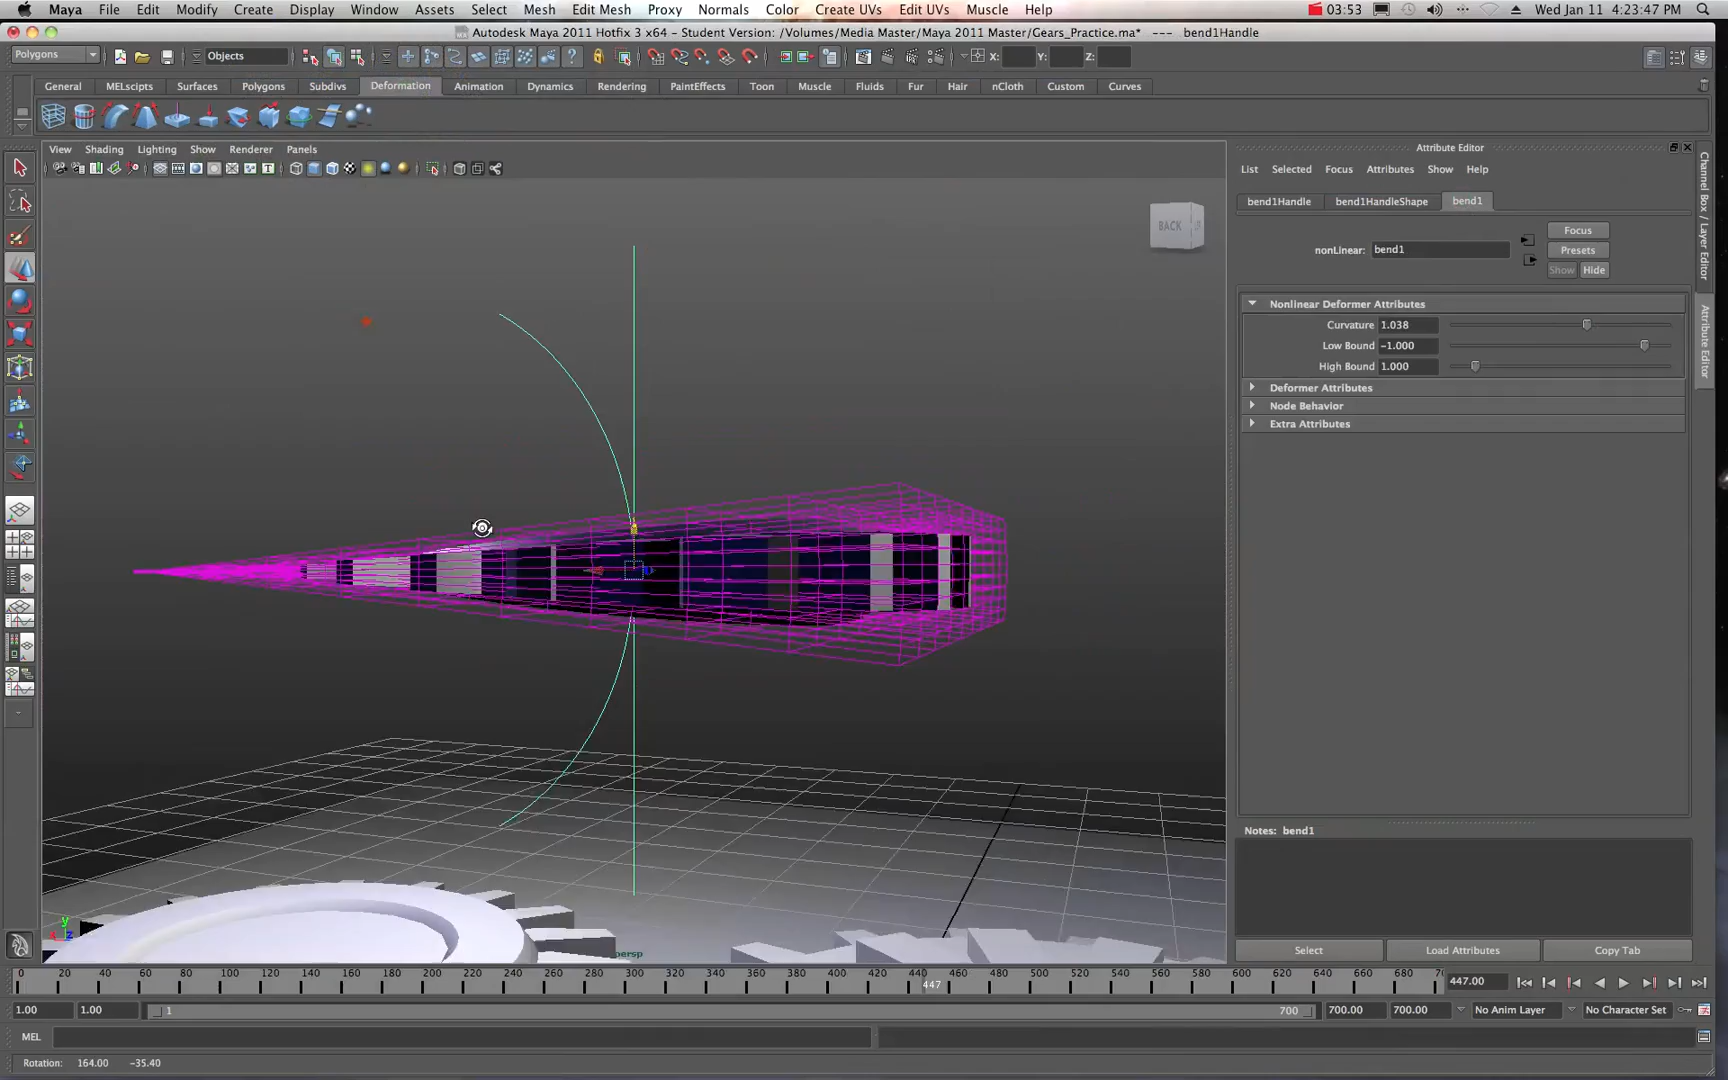 Maya File Edit Modify Create Display Window Assets Select Mesh Edit Mesh Proxy Normals Color Create UVs Edit UVs Muscle Help 03:53 Wed Jan 11 4:23:47 PM
Autodesk Maya 2011 Hotfix 3 x64 - Student Version: /Volumes/Media Master/Maya 2011 Master/Gears_Practice.ma* --- bend1Handle
Polygons Objects X: Y: Z:
General MELscipts Surfaces Polygons Subdivs Deformation Animation Dynamics Rendering PaintEffects Toon Muscle Fluids Fur Hair nCloth Custom Curves
View Shading Lighting Show Renderer Panels
Attribute Editor
List Selected Focus Attributes Show Help
bend1Handle bend1HandleShape bend1
Focus
nonLinear: bend1 Presets
Show Hide
Nonlinear Deformer Attributes
Curvature 1.038
Low Bound -1.000
High Bound 1.000
Deformer Attributes
Node Behavior
Extra Attributes
Channel Box / Layer Editor
Attribute Editor
BACK
Notes: bend1
y
x
z
persp
Select Load Attributes Copy Tab
0 20 40 60 80 100 120 140 160 180 200 220 240 260 280 300 320 340 360 380 400 420 440 460 480 500 520 540 560 580 600 620 640 660 680
447 447.00
1.00 1.00 1 700 700.00 700.00 No Anim Layer No Character Set
MEL
Rotation: 164.00 -35.40